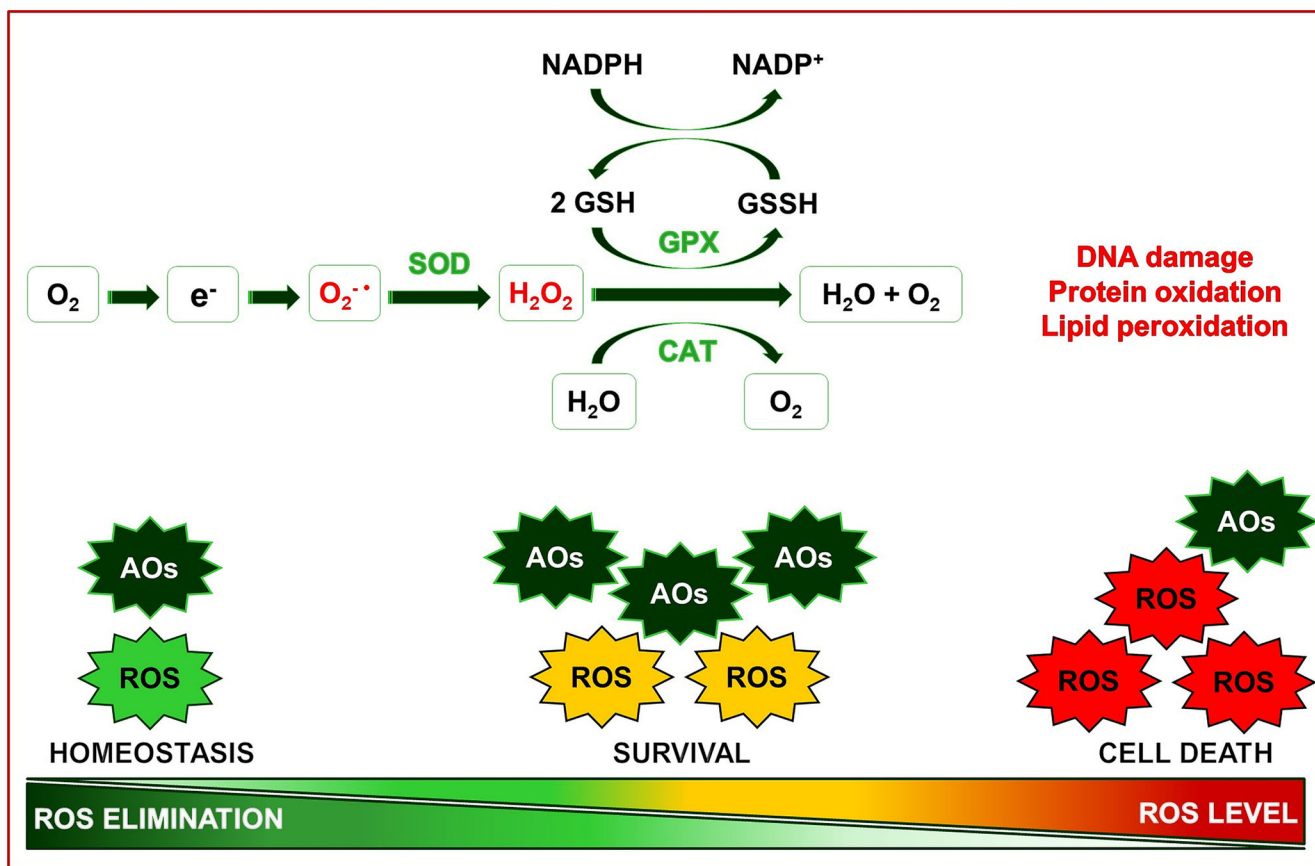 NADPH
NADP⁺
2 GSH
GSSH
GPX
SOD
O₂
e⁻
O₂⁻•
H₂O₂
H₂O + O₂
CAT
H₂O
O₂
DNA damage
Protein oxidation
Lipid peroxidation
AOs
ROS
HOMEOSTASIS
AOs
AOs
AOs
ROS
ROS
SURVIVAL
AOs
ROS
ROS
ROS
CELL DEATH
ROS ELIMINATION
ROS LEVEL